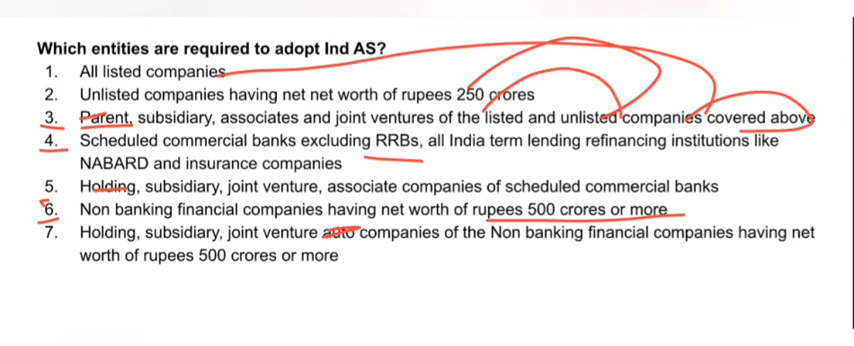 Which entities are required to adopt Ind AS?
1. All listed companies
2. Unlisted companies having net net worth of rupees 250 crores
3. Parent, subsidiary, associates and joint ventures of the listed and unlisted companies covered above
4. Scheduled commercial banks excluding RRBs, all India term lending refinancing institutions like
NABARD and insurance companies
5. Holding, subsidiary, joint venture, associate companies of scheduled commercial banks
6. Non banking financial companies having net worth of rupees 500 crores or more
7. Holding, subsidiary, joint venture auto companies of the Non banking financial companies having net
worth of rupees 500 crores or more